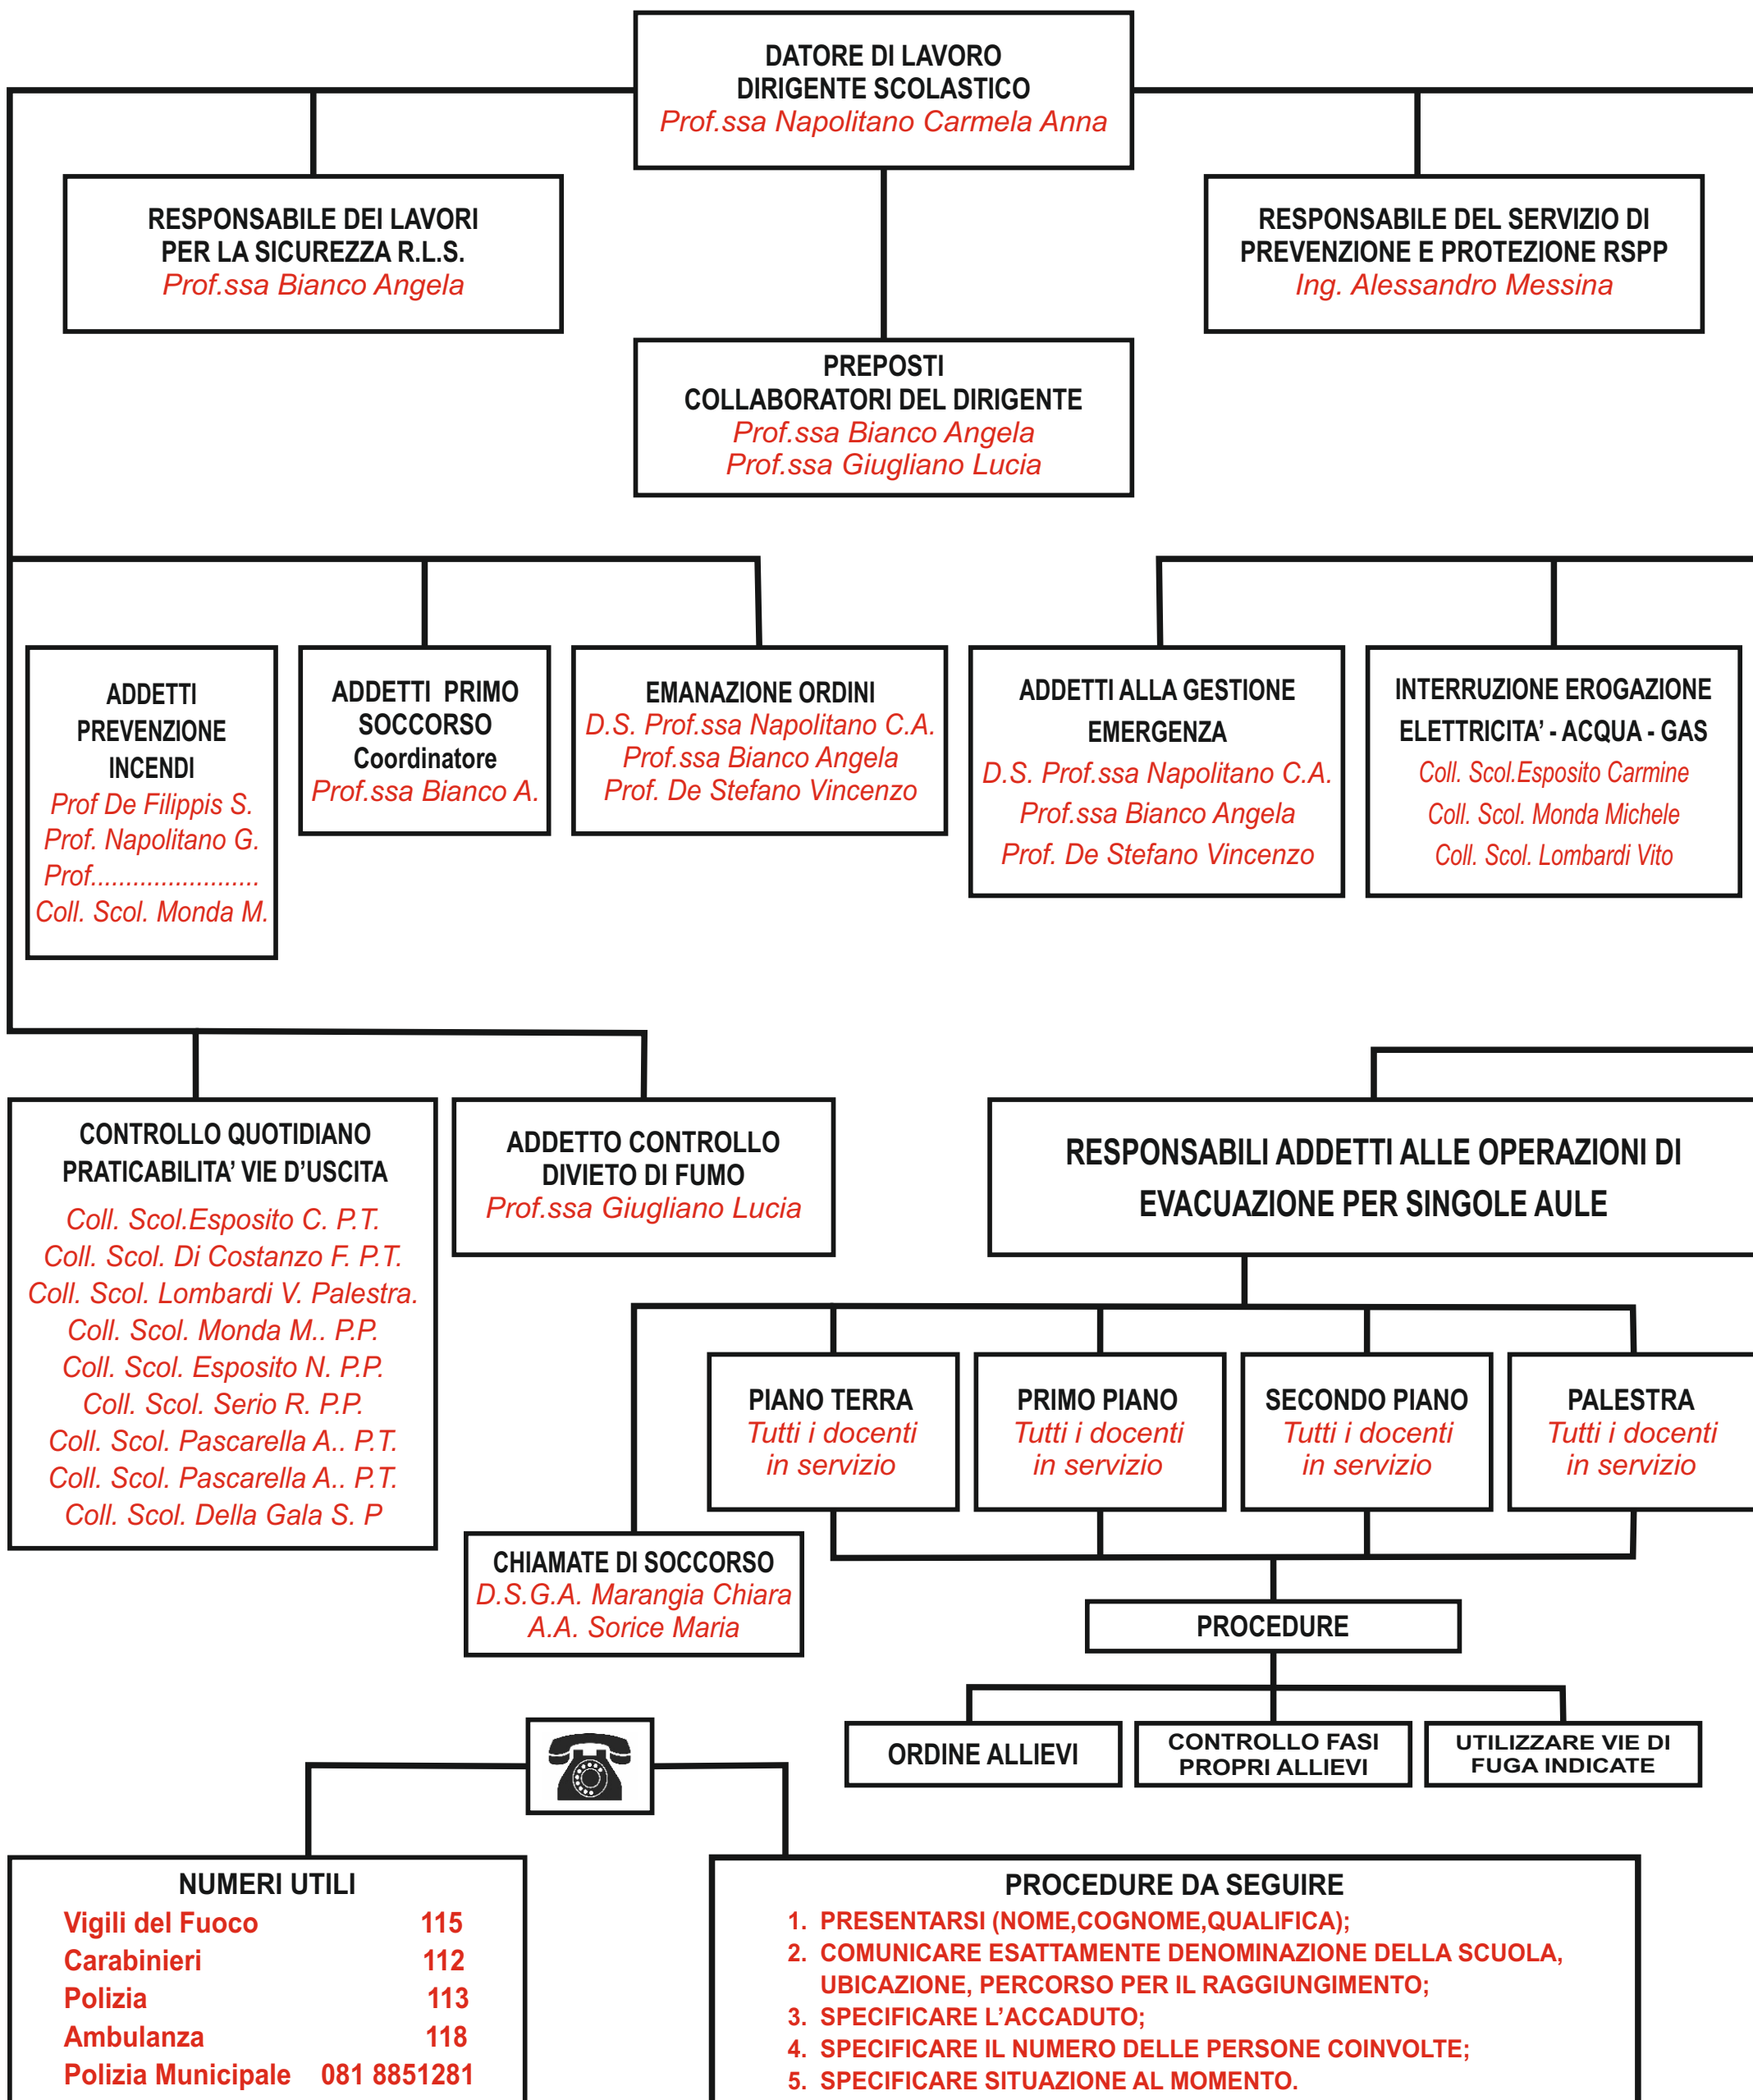 DATORE DI LAVORO
DIRIGENTE SCOLASTICO
Prof.ssa Napolitano Carmela Anna
RESPONSABILE DEI LAVORI
PER LA SICUREZZA R.L.S.
Prof.ssa Bianco Angela
RESPONSABILE DEL SERVIZIO DI
PREVENZIONE E PROTEZIONE RSPP
Ing. Alessandro Messina
PREPOSTI
COLLABORATORI DEL DIRIGENTE
Prof.ssa Bianco Angela
Prof.ssa Giugliano Lucia
ADDETTI
PREVENZIONE
INCENDI
Prof De Filippis S.
Prof. Napolitano G.
Prof.......................
Coll. Scol. Monda M.
ADDETTI PRIMO
SOCCORSO
Coordinatore
Prof.ssa Bianco A.
EMANAZIONE ORDINI
D.S. Prof.ssa Napolitano C.A.
Prof.ssa Bianco Angela
Prof. De Stefano Vincenzo
ADDETTI ALLA GESTIONE
EMERGENZA
D.S. Prof.ssa Napolitano C.A.
Prof.ssa Bianco Angela
Prof. De Stefano Vincenzo
INTERRUZIONE EROGAZIONE
ELETTRICITA’ - ACQUA - GAS
Coll. Scol.Esposito Carmine
Coll. Scol. Monda Michele
Coll. Scol. Lombardi Vito
CONTROLLO QUOTIDIANO
PRATICABILITA’ VIE D’USCITA
Coll. Scol.Esposito C. P.T.
Coll. Scol. Di Costanzo F. P.T.
Coll. Scol. Lombardi V. Palestra.
Coll. Scol. Monda M.. P.P.
Coll. Scol. Esposito N. P.P.
Coll. Scol. Serio R. P.P.
Coll. Scol. Pascarella A.. P.T.
Coll. Scol. Pascarella A.. P.T.
Coll. Scol. Della Gala S. P
ADDETTO CONTROLLO
DIVIETO DI FUMO
Prof.ssa Giugliano Lucia
RESPONSABILI ADDETTI ALLE OPERAZIONI DI
EVACUAZIONE PER SINGOLE AULE
PIANO TERRA
Tutti i docenti
in servizio
PRIMO PIANO
Tutti i docenti
in servizio
SECONDO PIANO
Tutti i docenti
in servizio
PALESTRA
Tutti i docenti
in servizio
CHIAMATE DI SOCCORSO
D.S.G.A. Marangia Chiara
A.A. Sorice Maria
PROCEDURE
ORDINE ALLIEVI
CONTROLLO FASI
PROPRI ALLIEVI
UTILIZZARE VIE DI
FUGA INDICATE
NUMERI UTILI
Vigili del Fuoco 115
Carabinieri 112
Polizia 113
Ambulanza 118
Polizia Municipale 081 8851281
PROCEDURE DA SEGUIRE
1. PRESENTARSI (NOME,COGNOME,QUALIFICA);
2. COMUNICARE ESATTAMENTE DENOMINAZIONE DELLA SCUOLA,
UBICAZIONE, PERCORSO PER IL RAGGIUNGIMENTO;
3. SPECIFICARE L’ACCADUTO;
4. SPECIFICARE IL NUMERO DELLE PERSONE COINVOLTE;
5. SPECIFICARE SITUAZIONE AL MOMENTO.